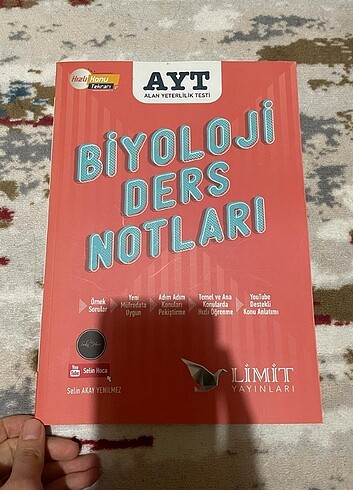 Hızlı Konu
Tekrarı
AYT
ALAN YETERLİLİK TESTİ
BİYOLOJİ
DERS
NOTLARI
Örnek
Sorular
Yeni
Müfredata
Uygun
Adım Adım
Konuları
Pekiştirme
Temel ve Ana
Konularda
Hızlı Öğrenme
YouTube
Destekli
Konu Anlatımı
You
Tube
Selin Hoca
Selin AKAY YENİLMEZ
LİMİT
YAYINLARI